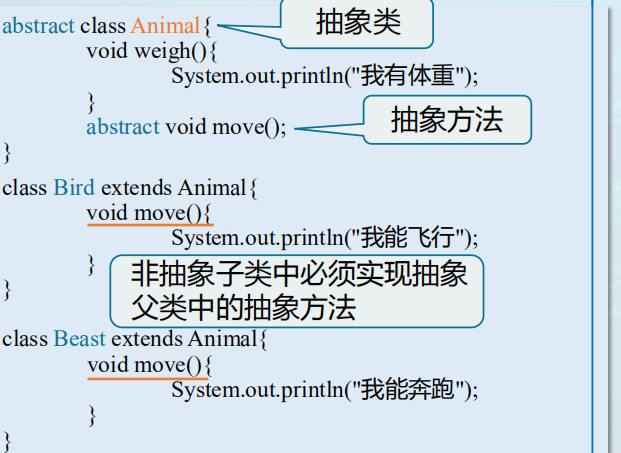 abstract class Animal{
抽象类
void weigh(){
System.out.println("我有体重");
}
abstract void move();
抽象方法
}
class Bird extends Animal{
void move(){
System.out.println("我能飞行");
}
非抽象子类中必须实现抽象
父类中的抽象方法
}
class Beast extends Animal{
void move(){
System.out.println("我能奔跑");
}
}